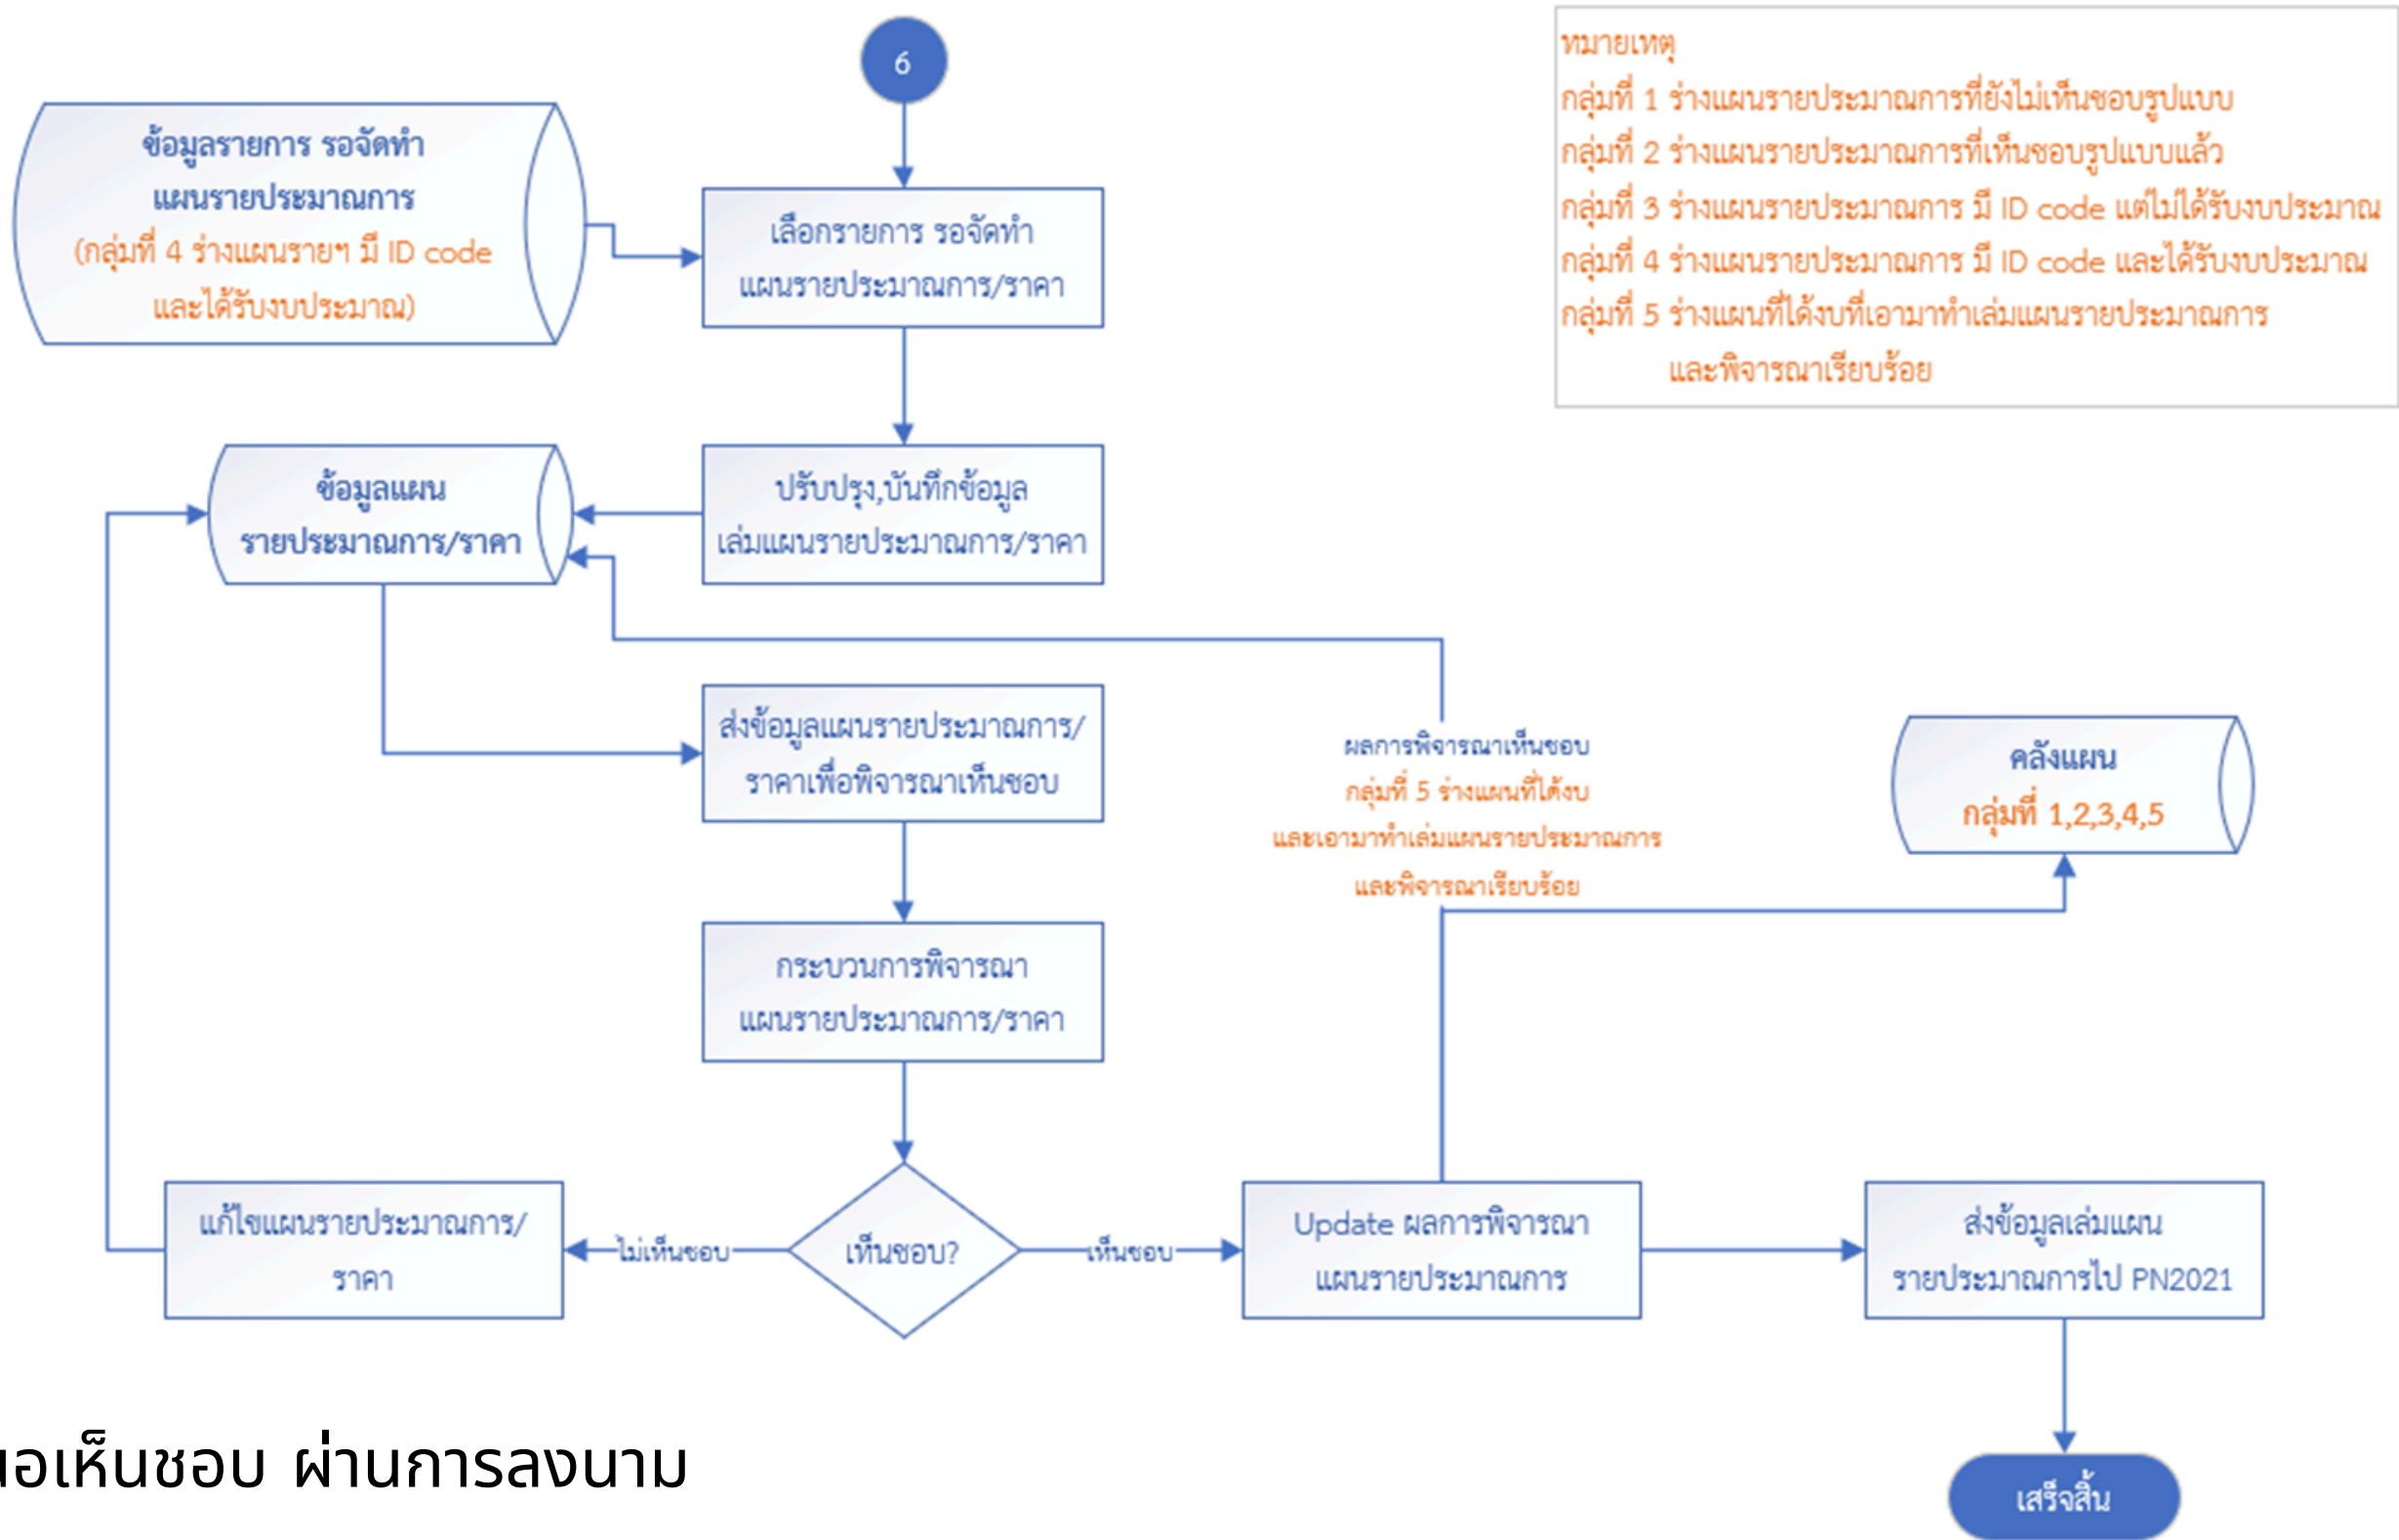 6
ข้อมูลรายการ รอจัดทำ
แผนรายประมาณการ
(กลุ่มที่ 4 ร่างแผนรายฯ มี ID code
และได้รับงบประมาณ)
เลือกรายการ รอจัดทำ
แผนรายประมาณการ/ราคา
หมายเหตุ
กลุ่มที่ 1 ร่างแผนรายประมาณการที่ยังไม่เห็นชอบรูปแบบ
กลุ่มที่ 2 ร่างแผนรายประมาณการที่เห็นชอบรูปแบบแล้ว
กลุ่มที่ 3 ร่างแผนรายประมาณการ มี ID code แต่ไม่ได้รับงบประมาณ
กลุ่มที่ 4 ร่างแผนรายประมาณการ มี ID code และได้รับงบประมาณ
กลุ่มที่ 5 ร่างแผนที่ได้งบที่เอามาทำเล่มแผนรายประมาณการ
และพิจารณาเรียบร้อย
ข้อมูลแผน
รายประมาณการ/ราคา
ปรับปรุง,บันทึกข้อมูล
เล่มแผนรายประมาณการ/ราคา
ส่งข้อมูลแผนรายประมาณการ/
ราคาเพื่อพิจารณาเห็นชอบ
ผลการพิจารณาเห็นชอบ
กลุ่มที่ 5 ร่างแผนที่ได้งบ
และเอามาทำเล่มแผนรายประมาณการ
และพิจารณาเรียบร้อย
คลังแผน
กลุ่มที่ 1,2,3,4,5
กระบวนการพิจารณา
แผนรายประมาณการ/ราคา
แก้ไขแผนรายประมาณการ/
ราคา
ไม่เห็นชอบ
เห็นชอบ?
เห็นชอบ
Update ผลการพิจารณา
แผนรายประมาณการ
ส่งข้อมูลเล่มแผน
รายประมาณการไป PN2021
เสร็จสิ้น
อเห็นชอบ ผ่านการลงนาม